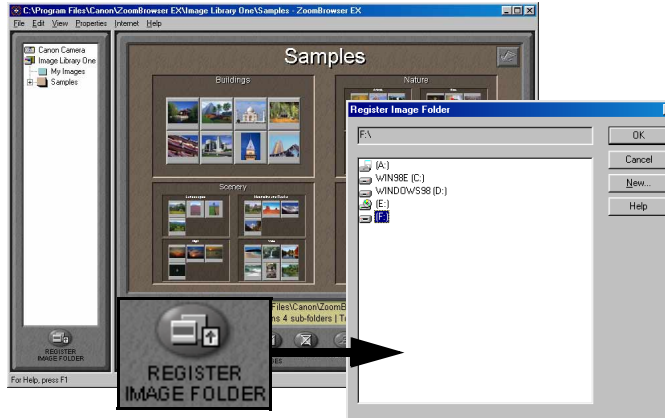 C:\Program Files\Canon\ZoomBrowser EX\Image Library One\Samples - ZoomBrowser EX
File Edit View Properties Internet Help
Canon Camera
Image Library One
My Images
Samples
Samples
Buildings
Nature
Scenery
REGISTER
IMAGE FOLDER
For Help, press F1
Files\Canon\ZoomB
ns 4 sub-folders | T
REGISTER
IMAGE FOLDER
Register Image Folder
F:\
(A:)
WIN98E (C:)
WINDOWS98 (D:)
(E:)
(F:)
OK
Cancel
New...
Help